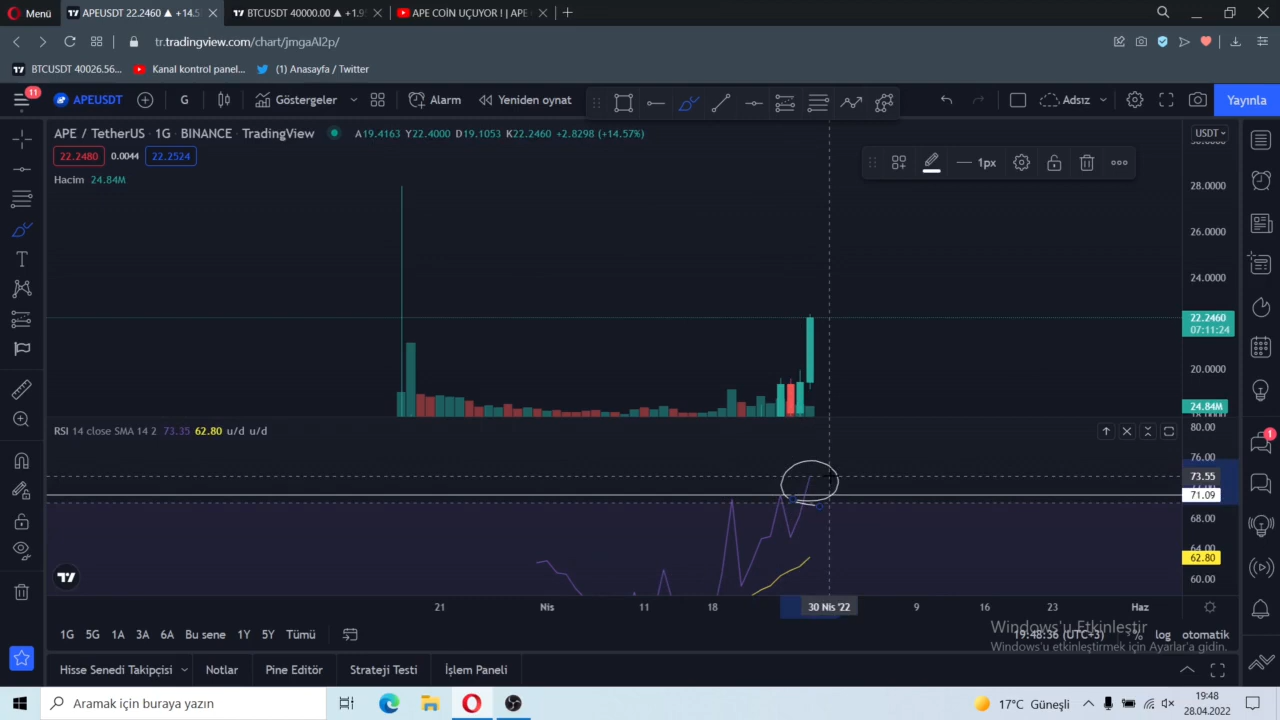 Menü
APEUSDT 22.2460 ▲ +14.5
BTCUSDT 40000.00 ▲ +1.9
APE COİN UÇUYOR ! | APE
tr.tradingview.com/chart/jmgaAI2p/
BTCUSDT 40026.56...
Kanal kontrol panel...
(1) Anasayfa / Twitter
11
APEUSDT
G
Göstergeler
Alarm
Yeniden oynat
Adsız
Yayınla
APE / TetherUS · 1G · BINANCE · TradingView
A19.4163 Y22.4000 D19.1053 K22.2460 +2.8298 (+14.57%)
USDT
22.2480 0.0044 22.2524
1px
Hacim 24.84M
28.0000
26.0000
24.0000
22.2460
07:11:24
20.0000
24.84M
RSI 14 close SMA 14 2 73.35 62.80 u/d u/d
80.00
76.00
73.55
71.09
68.00
64.00
62.80
60.00
1
21
Nis
11
18
30 Nis '22
9
16
23
Haz
1G 5G 1A 3A 6A Bu sene 1Y 5Y Tümü
19:48:36 (UTC+3) % log otomatik
Windows'u Etkinleştir
Windows'u etkinleştirmek için Ayarlar'a gidin.
Hisse Senedi Takipçisi
Notlar
Pine Editör
Strateji Testi
İşlem Paneli
Aramak için buraya yazın
17°C Güneşli
19:48
28.04.2022